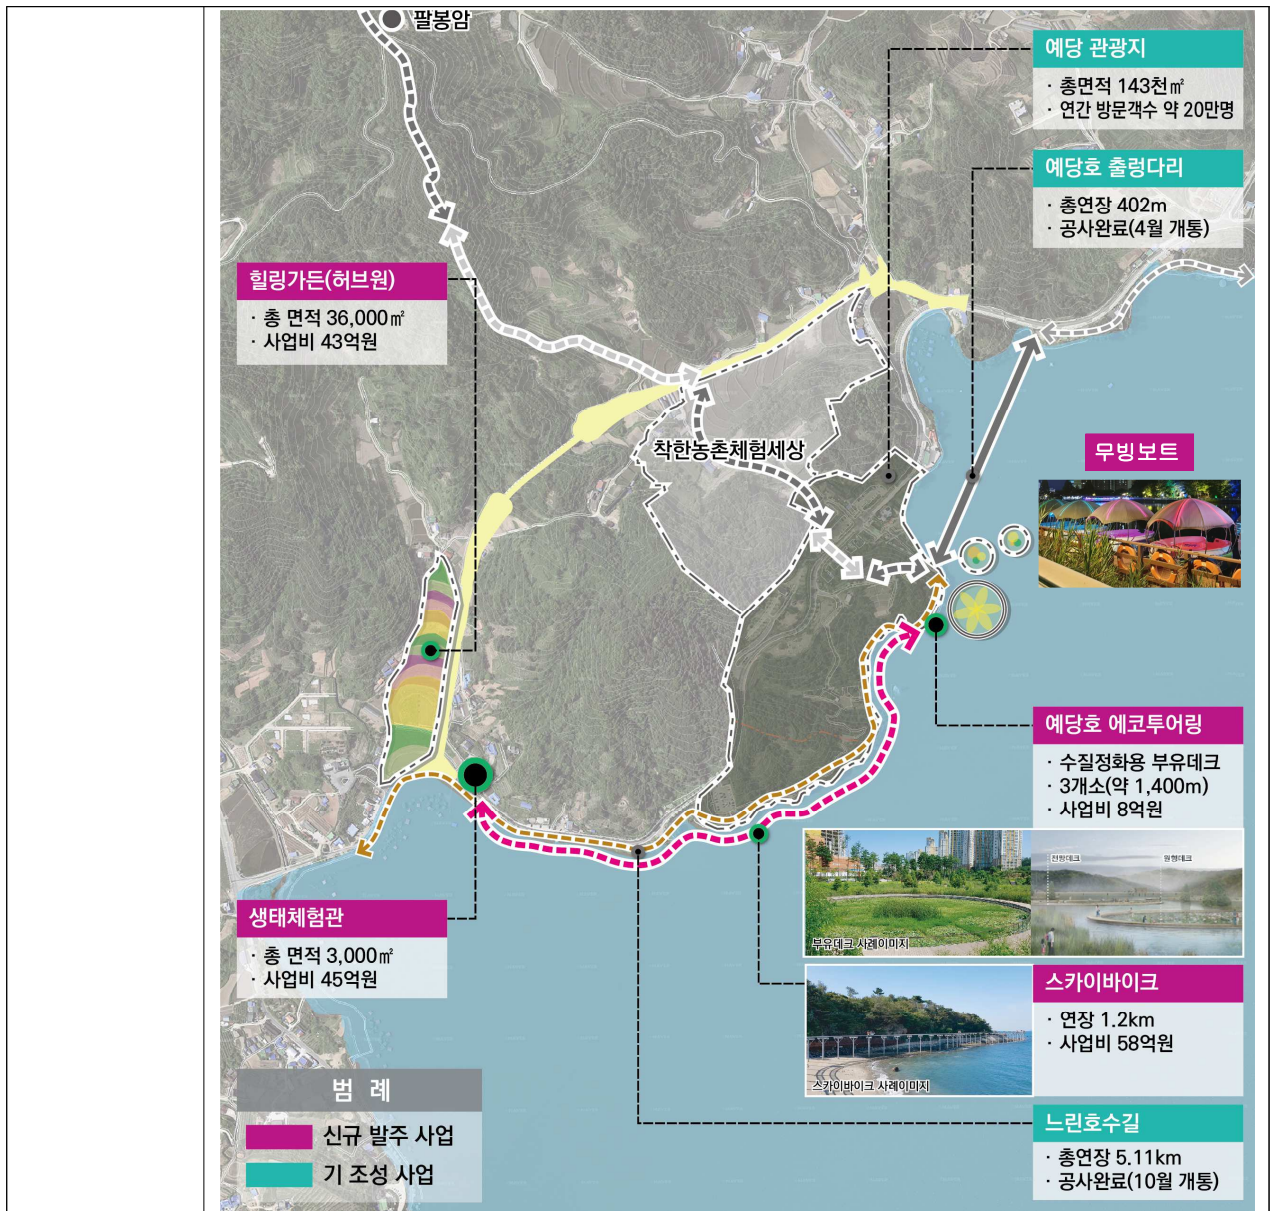 팔봉암
예당 관광지
· 총면적 143천㎡
· 연간 방문객수 약 20만명
예당호 출렁다리
· 총연장 402m
· 공사완료(4월 개통)
힐링가든(허브원)
· 총 면적 36,000㎡
· 사업비 43억원
착한농촌체험세상
무빙보트
예당호 에코투어링
· 수질정화용 부유데크
· 3개소(약 1,400m)
· 사업비 8억원
전망데크
원형데크
부유데크 사례이미지
생태체험관
· 총 면적 3,000㎡
· 사업비 45억원
스카이바이크
· 연장 1.2km
· 사업비 58억원
스카이바이크 사례이미지
범 례
신규 발주 사업
기 조성 사업
느린호수길
· 총연장 5.11km
· 공사완료(10월 개통)